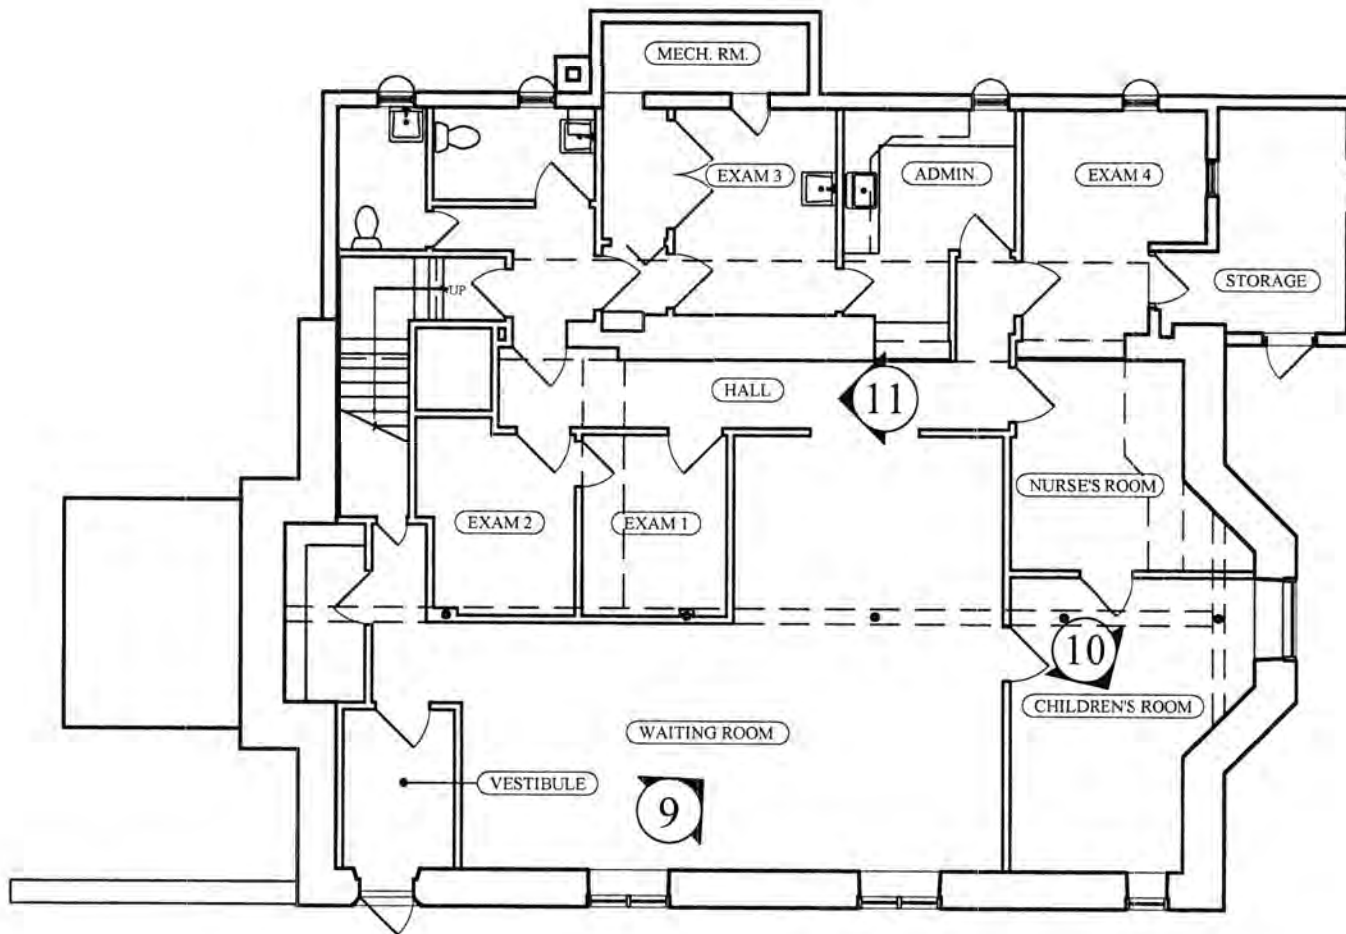 MECH. RM.
EXAM 3
ADMIN.
EXAM 4
UP
STORAGE
HALL
11
NURSE'S ROOM
EXAM 2
EXAM 1
10
CHILDREN'S ROOM
WAITING ROOM
VESTIBULE
9